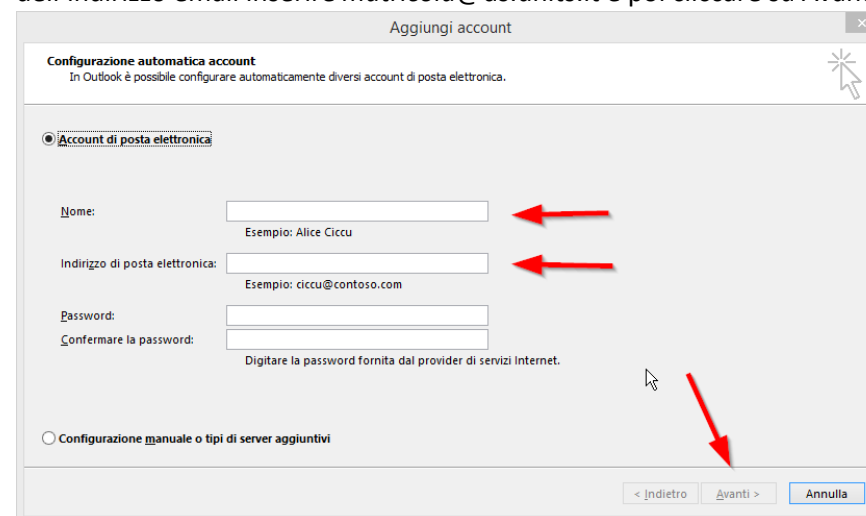 Aggiungi account
Configurazione automatica account
In Outlook è possibile configurare automaticamente diversi account di posta elettronica.
Account di posta elettronica
Nome:
Esempio: Alice Ciccu
Indirizzo di posta elettronica:
Esempio: ciccu@contoso.com
Password:
Confermare la password:
Digitare la password fornita dal provider di servizi Internet.
Configurazione manuale o tipi di server aggiuntivi
< Indietro Avanti > Annulla